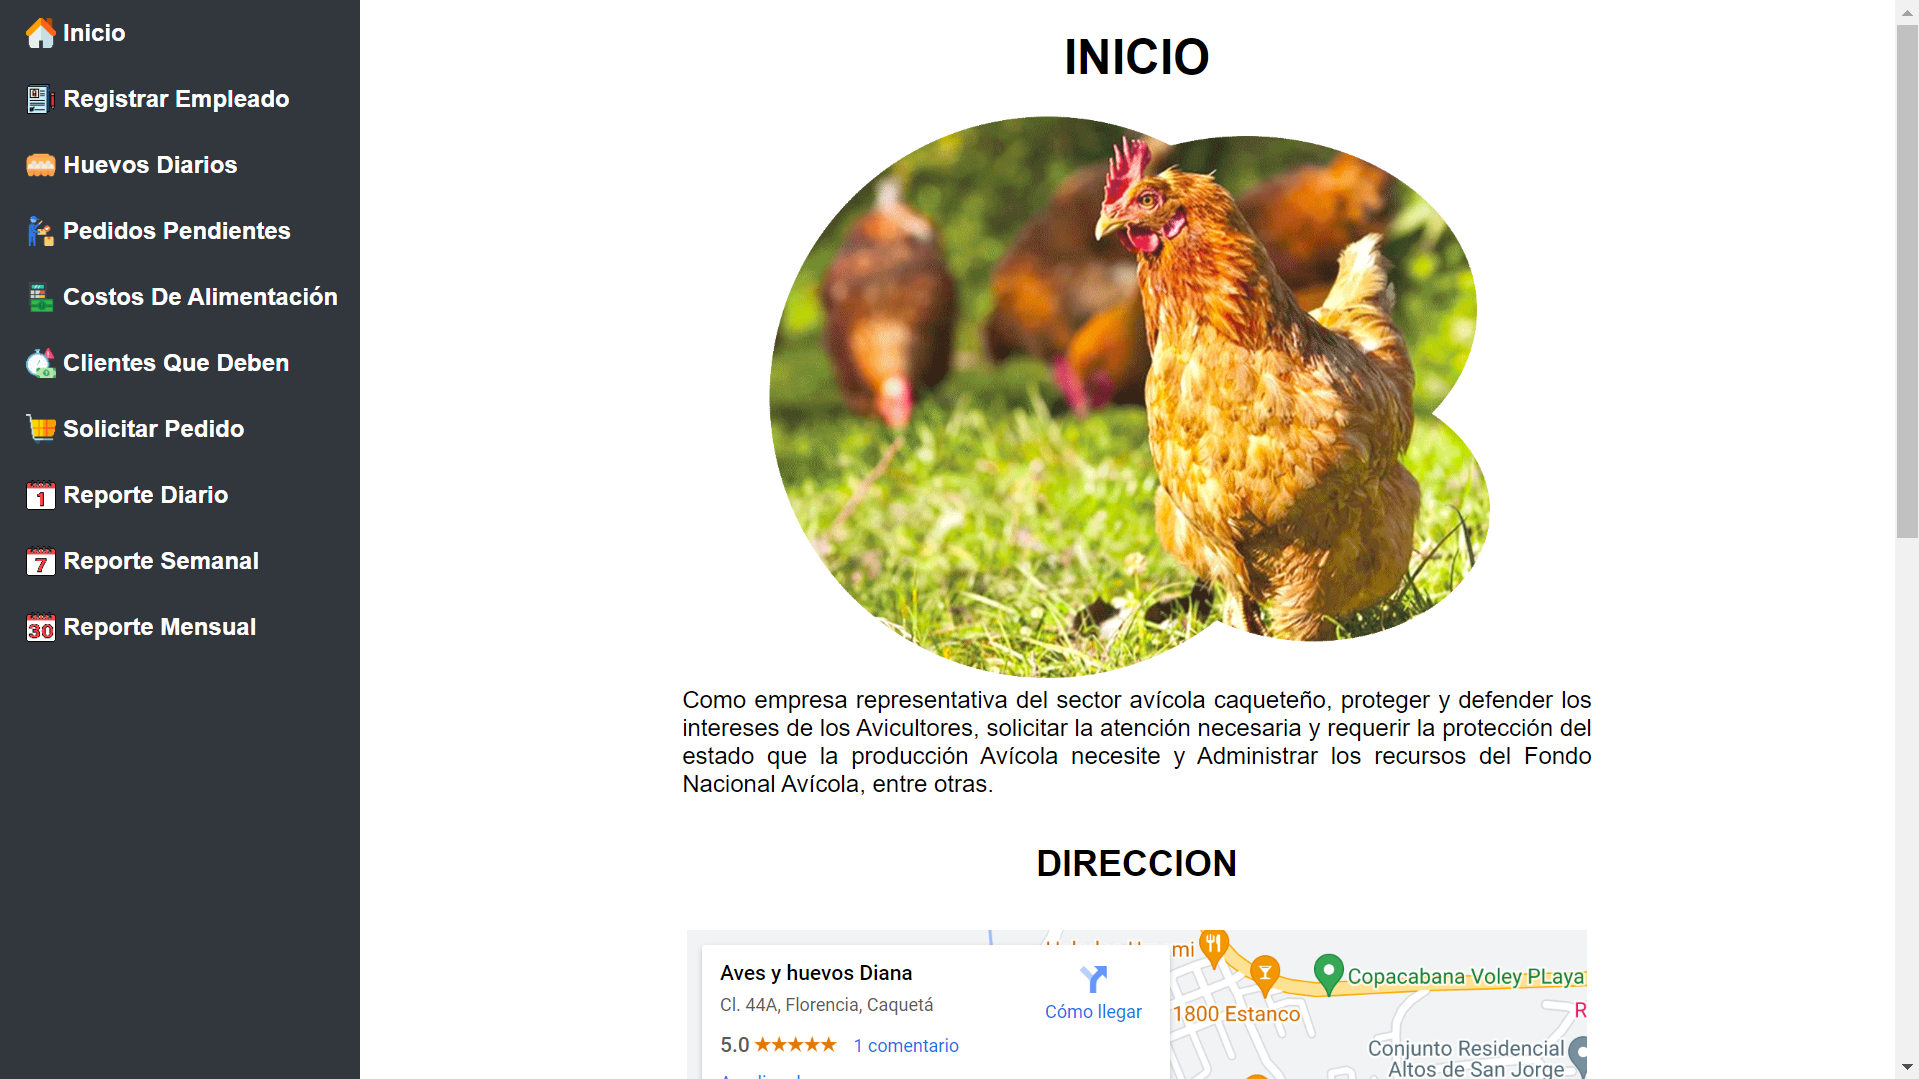 Inicio
Registrar Empleado
Huevos Diarios
Pedidos Pendientes
Costos De Alimentación
Clientes Que Deben
Solicitar Pedido
1 Reporte Diario
7 Reporte Semanal
30 Reporte Mensual
INICIO
Como empresa representativa del sector avícola caqueteño, proteger y defender los
intereses de los Avicultores, solicitar la atención necesaria y requerir la protección del
estado que la producción Avícola necesite y Administrar los recursos del Fondo
Nacional Avícola, entre otras.
DIRECCION
Aves y huevos Diana
Cl. 44A, Florencia, Caquetá
5.0 ★★★★★ 1 comentario
Cómo llegar
mi
Copacabana Voley PLaya
1800 Estanco
R
Conjunto Residencial
Altos de San Jorge